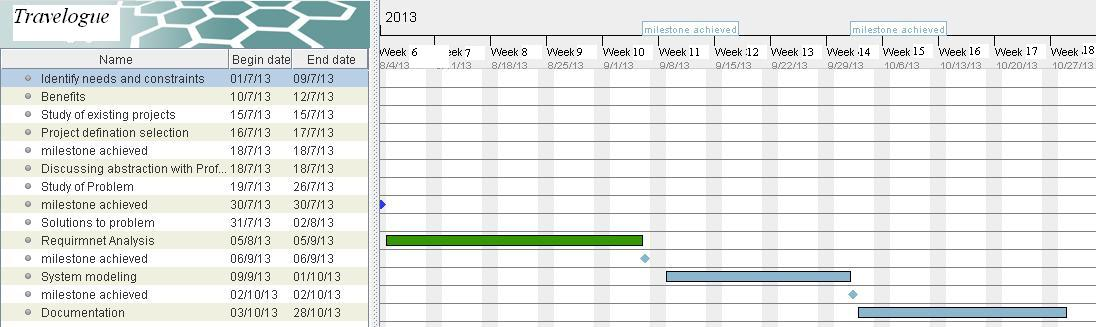 Travelogue
Name Begin date End date
Identify needs and constraints 01/7/13 09/7/13
Benefits 10/7/13 12/7/13
Study of existing projects 15/7/13 15/7/13
Project defination selection 16/7/13 17/7/13
milestone achieved 18/7/13 18/7/13
Discussing abstraction with Prof... 18/7/13 18/7/13
Study of Problem 19/7/13 26/7/13
milestone achieved 30/7/13 30/7/13
Solutions to problem 31/7/13 02/8/13
Requirmnet Analysis 05/8/13 05/9/13
milestone achieved 06/9/13 06/9/13
System modeling 09/9/13 01/10/13
milestone achieved 02/10/13 02/10/13
Documentation 03/10/13 28/10/13
2013
milestone achieved milestone achieved
Week 6 Week 8 Week 9 Week 10 Week 11 Week 12 Week 13 Week 14 Week 15 Week 16 Week 17 Week .18
8/4/13 8/18/13 8/25/13 9/1/13 9/8/13 9/15/13 9/22/13 9/29/13 10/6/13 10/13/13 10/20/13 10/27/13